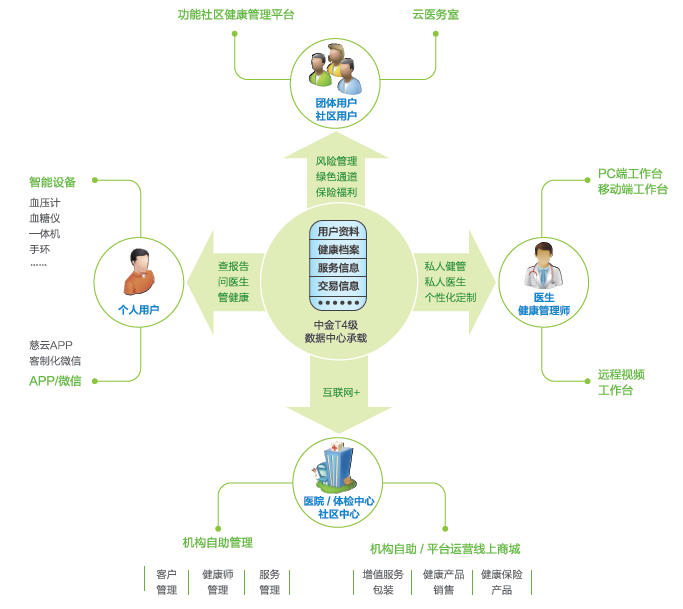 功能社区健康管理平台
云医务室
团体用户
社区用户
风险管理
绿色通道
保险福利
智能设备
血压计
血糖仪
一体机
手环
......
个人用户
慈云APP
客制化微信
APP/微信
查报告
问医生
管健康
用户资料
健康档案
服务信息
交易信息
●●●●●●
中金T4级
数据中心承载
私人健管
私人医生
个性化定制
PC端工作台
移动端工作台
医生
健康管理师
远程视频
工作台
互联网+
医院 / 体检中心
社区中心
机构自助管理
客户
管理
健康师
管理
服务
管理
机构自助 / 平台运营线上商城
增值服务
包装
健康产品
销售
健康保险
产品